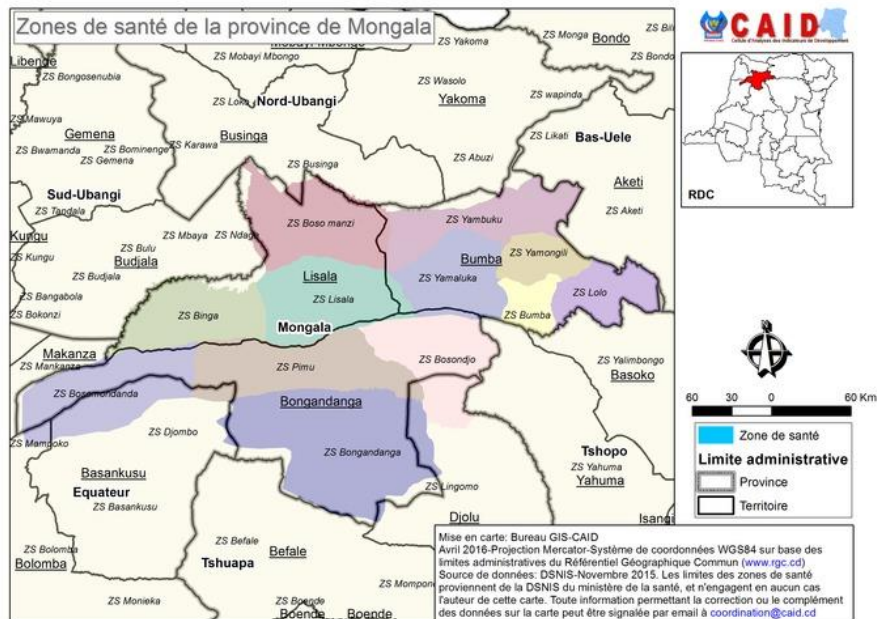 Zones de santé de la province de Mongala
CAID
Cellule d'Analyses des Indicateurs de Développement
RDC
Libenge
ZS Bongosenubia
ZS Mobayi Mbongo
ZS Yakoma
ZS Monga
Bondo
ZS Mawuya
ZS Loko
Nord-Ubangi
ZS Wasolo
Yakoma
ZS wapinda
Gemena
ZS Bwamanda
ZS Bominenge
ZS Gemena
ZS Karawa
Businga
ZS Likati
Bas-Uele
ZS Businga
ZS Abuzi
Sud-Ubangi
ZS Tandala
Aketi
ZS Aketi
Kungu
ZS Kungu
ZS Bulu
ZS Mbaya
ZS Ndage
ZS Boso manzi
ZS Yambuku
Budjala
ZS Budjala
Bumba
ZS Yamongili
Lisala
ZS Yamaluka
ZS Bangabola
ZS Lisala
ZS Lolo
ZS Bokonzi
ZS Binga
Mongala
ZS Bumba
Makanza
ZS Mankanza
ZS Pimu
ZS Bosondjo
ZS Yalimbongo
Basoko
ZS Bosomondanda
Bongandanga
ZS Mampoko
ZS Djombo
ZS Bongandanga
Tshopo
ZS Yahuma
Yahuma
Basankusu
Equateur
ZS Basankusu
ZS Lingomo
Djolu
Isangi
ZS Bolomba
Bolomba
ZS Befale
Befale
Tshuapa
ZS Monieka
ZS Boende
Boende
Boende
60 30 0 60 Km
Zone de santé
Limite administrative
Province
Territoire
Mise en carte: Bureau GIS-CAID
Avril 2016-Projection Mercator-Système de coordonnées WGS84 sur base des
limites administratives du Référentiel Géographique Commun (www.rgc.cd)
Source de données: DSNIS-Novembre 2015. Les limites des zones de santé
proviennent de la DSNIS du ministère de la santé, et n'engagent en aucun cas
l'auteur de cette carte. Toute information permettant la correction ou le complément
des données sur la carte peut être signalée par email à coordination@caid.cd